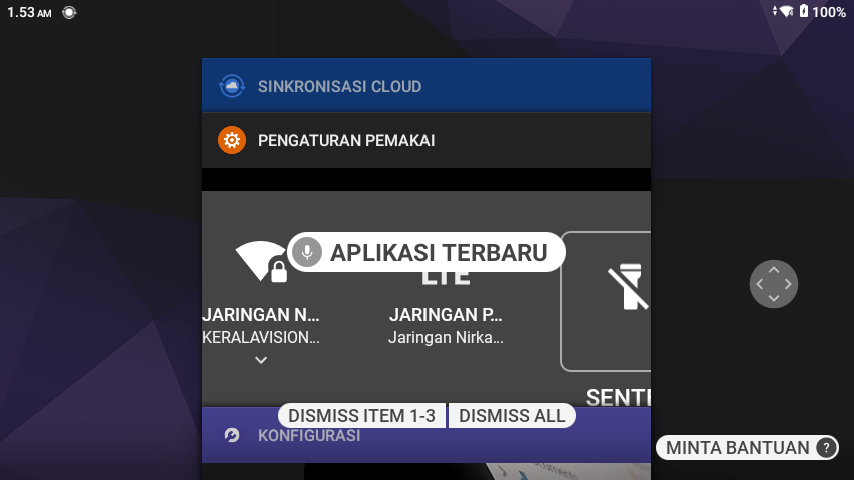 1.53 AM
100%
SINKRONISASI CLOUD
PENGATURAN PEMAKAI
APLIKASI TERBARU
LTE
JARINGAN N...
KERALAVISION...
JARINGAN P...
Jaringan Nirka...
DISMISS ITEM 1-3
DISMISS ALL
KONFIGURASI
MINTA BANTUAN ?